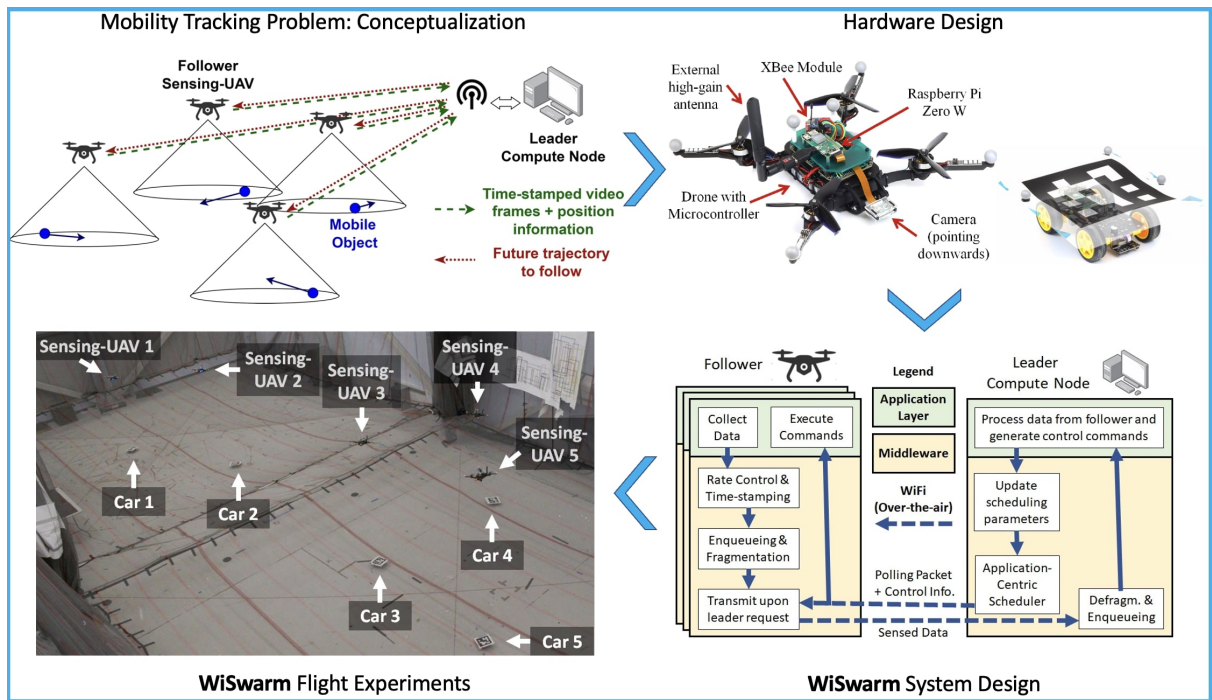 Mobility Tracking Problem: Conceptualization
Follower
Sensing-UAV
Leader
Compute Node
Time-stamped video
frames + position
information
Mobile
Object
Future trajectory
to follow
Hardware Design
External
high-gain
antenna
XBee Module
Raspberry Pi
Zero W
Drone with
Microcontroller
Camera
(pointing
downwards)
Sensing-UAV 1
Sensing-
UAV 2
Sensing-
UAV 3
Sensing-
UAV 4
Sensing-
UAV 5
Car 1
Car 2
Car 4
Car 3
Car 5
WiSwarm Flight Experiments
Follower
Legend
Leader
Compute Node
Application
Layer
Middleware
WiFi
(Over-the-air)
Collect
Data
Execute
Commands
Rate Control &
Time-stamping
Enqueueing &
Fragmentation
Transmit upon
leader request
Process data from follower and
generate control commands
Update
scheduling
parameters
Application-
Centric
Scheduler
Defragm. &
Enqueueing
Polling Packet
+ Control Info.
Sensed Data
WiSwarm System Design